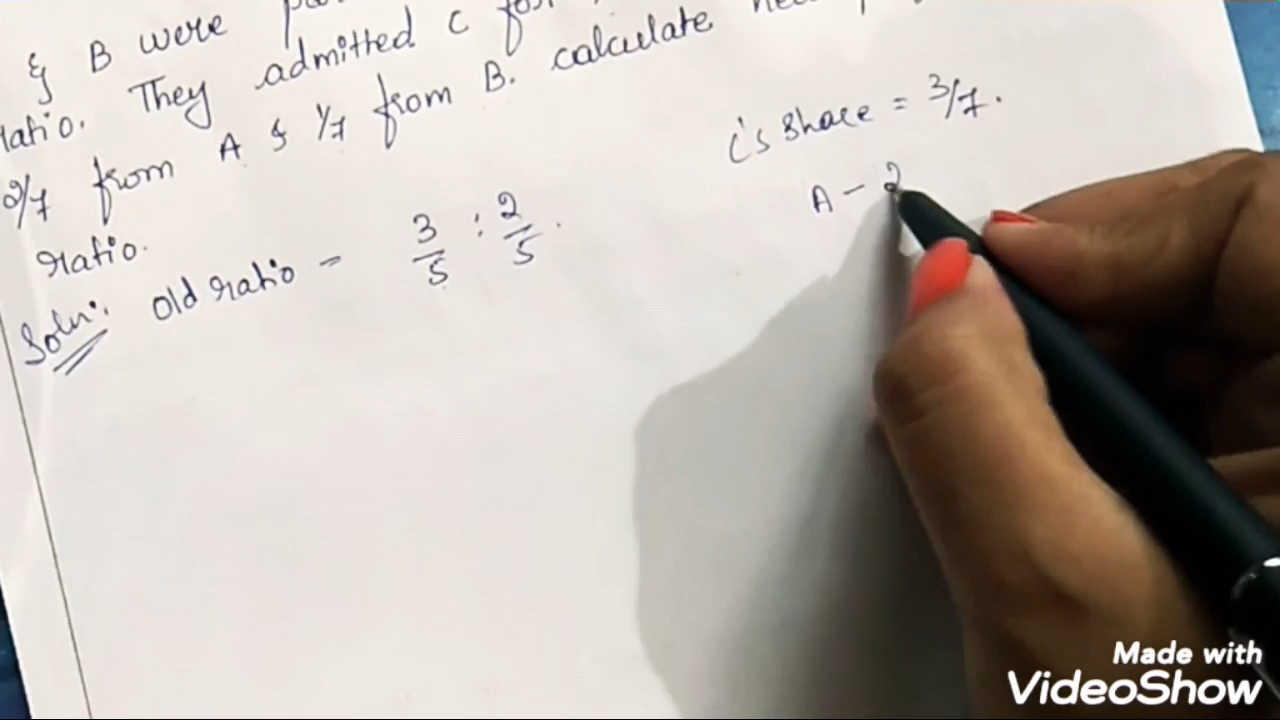 & B were
ratio. They admitted C for
2/7 from A & 1/7 from B. calculate new
ratio.
Soln: Old ratio = 3/5 : 2/5.
C's Share = 3/7.
A - 2
Made with
VideoShow